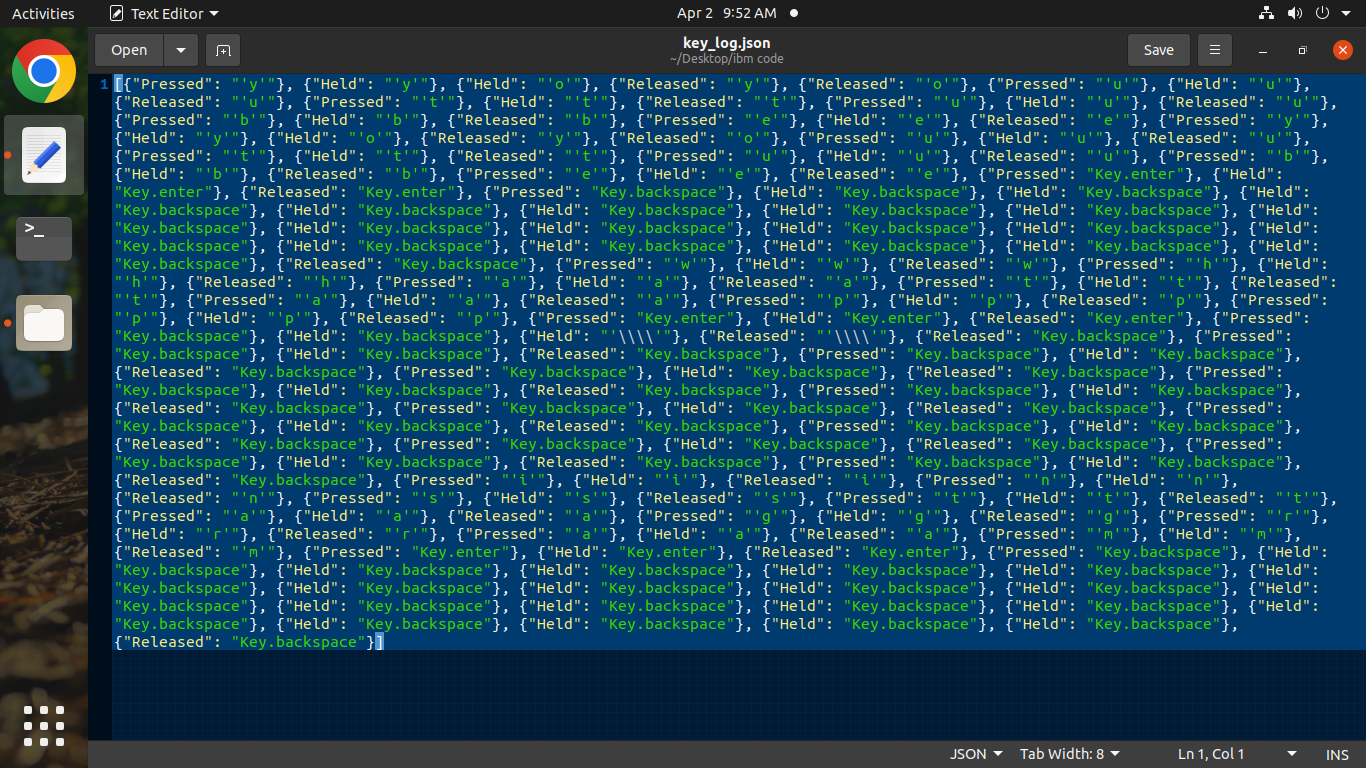 Activities Text Editor Apr 2 9:52 AM
Open key_log.json Save
~/Desktop/ibm code
1 [{"Pressed": "'y'"}, {"Held": "'y'"}, {"Held": "'o'"}, {"Released": "'y'"}, {"Released": "'o'"}, {"Pressed": "'u'"}, {"Held": "'u'"},
{"Released": "'u'"}, {"Pressed": "'t'"}, {"Held": "'t'"}, {"Released": "'t'"}, {"Pressed": "'u'"}, {"Held": "'u'"}, {"Released": "'u'"},
{"Pressed": "'b'"}, {"Held": "'b'"}, {"Released": "'b'"}, {"Pressed": "'e'"}, {"Held": "'e'"}, {"Released": "'e'"}, {"Pressed": "'y'"},
{"Held": "'y'"}, {"Held": "'o'"}, {"Released": "'y'"}, {"Released": "'o'"}, {"Pressed": "'u'"}, {"Held": "'u'"}, {"Released": "'u'"},
{"Pressed": "'t'"}, {"Held": "'t'"}, {"Released": "'t'"}, {"Pressed": "'u'"}, {"Held": "'u'"}, {"Released": "'u'"}, {"Pressed": "'b'"},
{"Held": "'b'"}, {"Released": "'b'"}, {"Pressed": "'e'"}, {"Held": "'e'"}, {"Released": "'e'"}, {"Pressed": "Key.enter"}, {"Held":
"Key.enter"}, {"Released": "Key.enter"}, {"Pressed": "Key.backspace"}, {"Held": "Key.backspace"}, {"Held": "Key.backspace"}, {"Held":
"Key.backspace"}, {"Held": "Key.backspace"}, {"Held": "Key.backspace"}, {"Held": "Key.backspace"}, {"Held": "Key.backspace"}, {"Held":
"Key.backspace"}, {"Held": "Key.backspace"}, {"Held": "Key.backspace"}, {"Held": "Key.backspace"}, {"Held": "Key.backspace"}, {"Held":
"Key.backspace"}, {"Held": "Key.backspace"}, {"Held": "Key.backspace"}, {"Held": "Key.backspace"}, {"Held": "Key.backspace"}, {"Held":
"Key.backspace"}, {"Released": "Key.backspace"}, {"Pressed": "'w'"}, {"Held": "'w'"}, {"Released": "'w'"}, {"Pressed": "'h'"}, {"Held":
"'h'"}, {"Released": "'h'"}, {"Pressed": "'a'"}, {"Held": "'a'"}, {"Released": "'a'"}, {"Pressed": "'t'"}, {"Held": "'t'"}, {"Released":
"'t'"}, {"Pressed": "'a'"}, {"Held": "'a'"}, {"Released": "'a'"}, {"Pressed": "'p'"}, {"Held": "'p'"}, {"Released": "'p'"}, {"Pressed":
"'p'"}, {"Held": "'p'"}, {"Released": "'p'"}, {"Pressed": "Key.enter"}, {"Held": "Key.enter"}, {"Released": "Key.enter"}, {"Pressed":
"Key.backspace"}, {"Held": "Key.backspace"}, {"Held": "'\\\\'"}, {"Released": "'\\\\'"}, {"Released": "Key.backspace"}, {"Pressed":
"Key.backspace"}, {"Held": "Key.backspace"}, {"Released": "Key.backspace"}, {"Pressed": "Key.backspace"}, {"Held": "Key.backspace"},
{"Released": "Key.backspace"}, {"Pressed": "Key.backspace"}, {"Held": "Key.backspace"}, {"Released": "Key.backspace"}, {"Pressed":
"Key.backspace"}, {"Held": "Key.backspace"}, {"Released": "Key.backspace"}, {"Pressed": "Key.backspace"}, {"Held": "Key.backspace"},
{"Released": "Key.backspace"}, {"Pressed": "Key.backspace"}, {"Held": "Key.backspace"}, {"Released": "Key.backspace"}, {"Pressed":
"Key.backspace"}, {"Held": "Key.backspace"}, {"Released": "Key.backspace"}, {"Pressed": "Key.backspace"}, {"Held": "Key.backspace"},
{"Released": "Key.backspace"}, {"Pressed": "Key.backspace"}, {"Held": "Key.backspace"}, {"Released": "Key.backspace"}, {"Pressed":
"Key.backspace"}, {"Held": "Key.backspace"}, {"Released": "Key.backspace"}, {"Pressed": "Key.backspace"}, {"Held": "Key.backspace"},
{"Released": "Key.backspace"}, {"Pressed": "'i'"}, {"Held": "'i'"}, {"Released": "'i'"}, {"Pressed": "'n'"}, {"Held": "'n'"},
{"Released": "'n'"}, {"Pressed": "'s'"}, {"Held": "'s'"}, {"Released": "'s'"}, {"Pressed": "'t'"}, {"Held": "'t'"}, {"Released": "'t'"},
{"Pressed": "'a'"}, {"Held": "'a'"}, {"Released": "'a'"}, {"Pressed": "'g'"}, {"Held": "'g'"}, {"Released": "'g'"}, {"Pressed": "'r'"},
{"Held": "'r'"}, {"Released": "'r'"}, {"Pressed": "'a'"}, {"Held": "'a'"}, {"Released": "'a'"}, {"Pressed": "'m'"}, {"Held": "'m'"},
{"Released": "'m'"}, {"Pressed": "Key.enter"}, {"Held": "Key.enter"}, {"Released": "Key.enter"}, {"Pressed": "Key.backspace"}, {"Held":
"Key.backspace"}, {"Held": "Key.backspace"}, {"Held": "Key.backspace"}, {"Held": "Key.backspace"}, {"Held": "Key.backspace"}, {"Held":
"Key.backspace"}, {"Held": "Key.backspace"}, {"Held": "Key.backspace"}, {"Held": "Key.backspace"}, {"Held": "Key.backspace"}, {"Held":
"Key.backspace"}, {"Held": "Key.backspace"}, {"Held": "Key.backspace"}, {"Held": "Key.backspace"}, {"Held": "Key.backspace"}, {"Held":
"Key.backspace"}, {"Held": "Key.backspace"}, {"Held": "Key.backspace"}, {"Held": "Key.backspace"}, {"Held": "Key.backspace"},
{"Released": "Key.backspace"}]
JSON Tab Width: 8 Ln 1, Col 1 INS